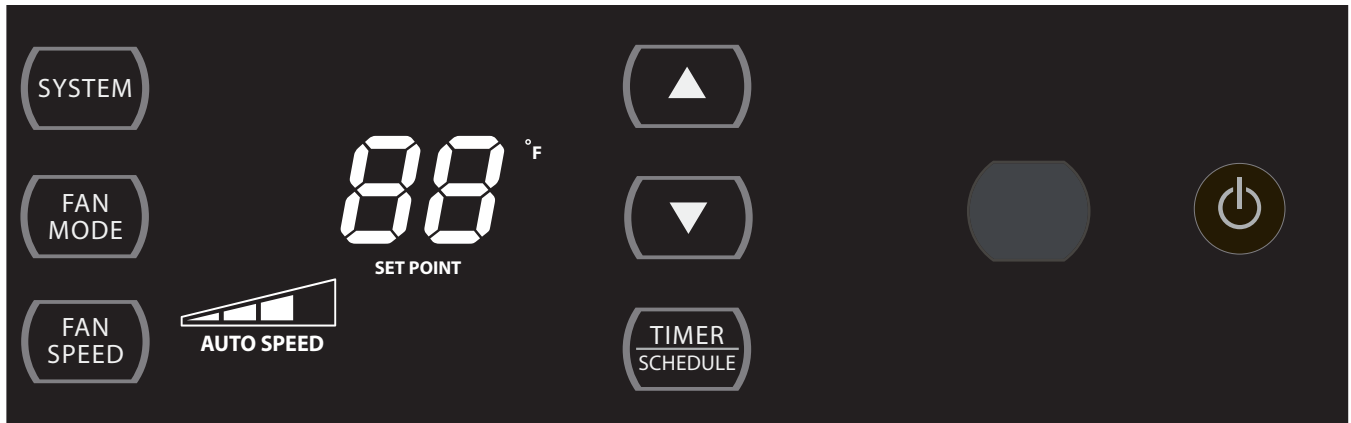 SYSTEM
FAN
MODE
FAN
SPEED
88
°F
SET POINT
AUTO SPEED
▲
▼
TIMER
SCHEDULE